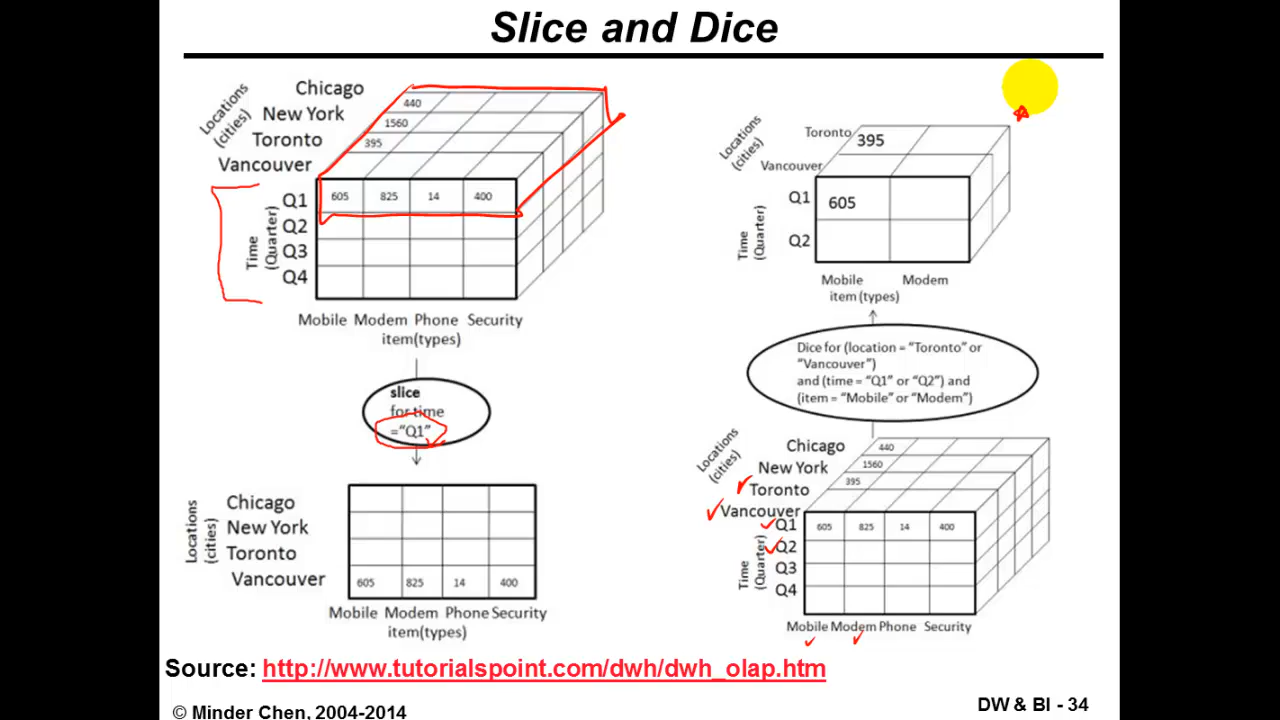 Slice and Dice
Locations
(cities)
Chicago
New York
Toronto
Vancouver
440
1560
395
Time
(Quarter)
Q1
Q2
Q3
Q4
605 825 14 400
Mobile Modem Phone Security
item(types)
slice
for time
="Q1"
Locations
(cities)
Chicago
New York
Toronto
Vancouver
605 825 14 400
Mobile Modem Phone Security
item(types)
Locations
(cities)
Toronto 395
Vancouver
Time
(Quarter)
Q1 605
Q2
Mobile Modem
item(types)
Dice for (location = "Toronto" or
"Vancouver")
and (time = "Q1" or "Q2") and
(item = "Mobile" or "Modem")
Locations
(cities)
Chicago 440
New York 1560
Toronto 395
Vancouver
Time
(Quarter)
Q1 605 825 14 400
Q2
Q3
Q4
Mobile Modem Phone Security
Source: http://www.tutorialspoint.com/dwh/dwh_olap.htm
© Minder Chen, 2004-2014
DW & BI - 34